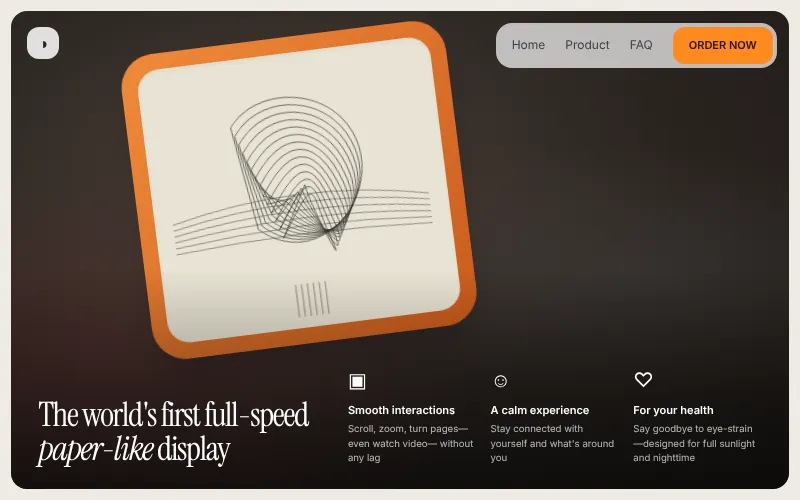 Home Product FAQ ORDER NOW
The world's first full-speed
paper-like display
Smooth interactions
Scroll, zoom, turn pages—
even watch video— without
any lag
A calm experience
Stay connected with
yourself and what's around
you
For your health
Say goodbye to eye-strain
—designed for full sunlight
and nighttime